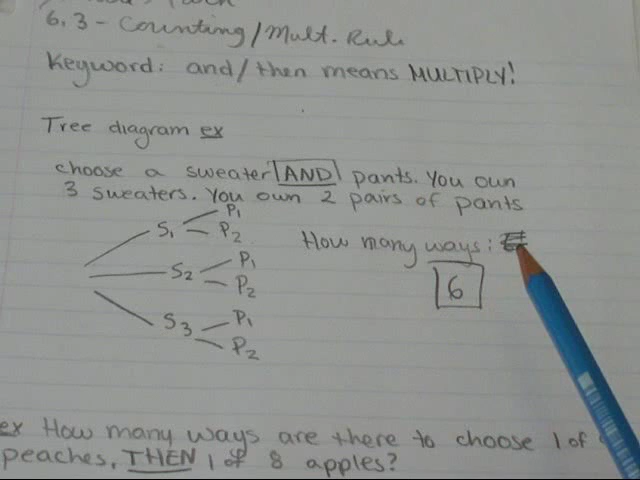 6.3 - Counting/Mult. Rule
Keyword: and/then means MULTIPLY!
Tree diagram ex
choose a sweater AND pants. You own
3 sweaters. You own 2 pairs of pants
S1 P1
P2
How many ways:
S2 P1
P2
6
S3 P1
P2
ex How many ways are there to choose 1 of
peaches, THEN 1 of 8 apples?